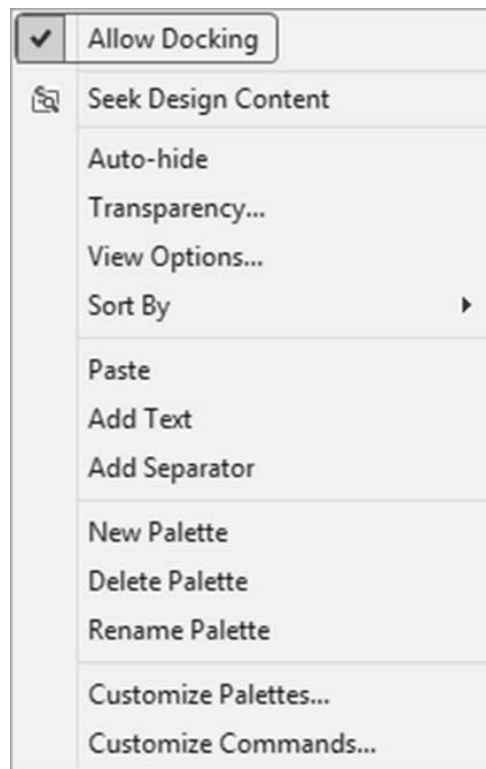 Allow Docking
Seek Design Content
Auto-hide
Transparency...
View Options...
Sort By
Paste
Add Text
Add Separator
New Palette
Delete Palette
Rename Palette
Customize Palettes...
Customize Commands...